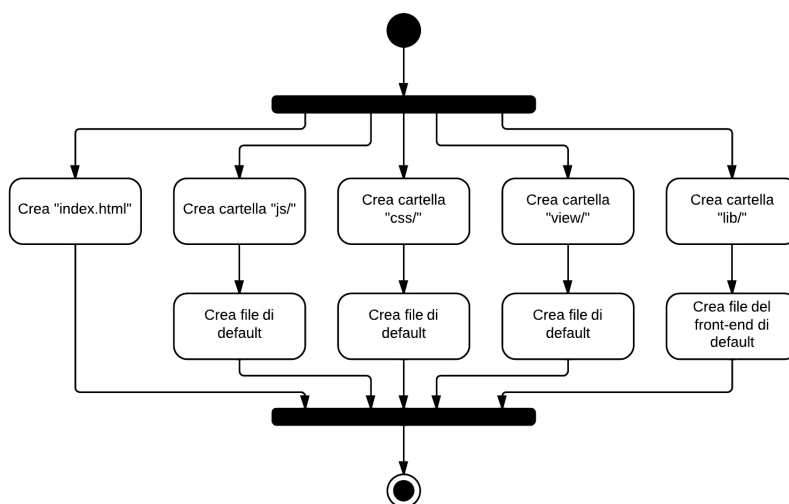 Crea "index.html"
Crea cartella "js/"
Crea cartella
"css/"
Crea cartella
"view/"
Crea cartella
"lib/"
Crea file di
default
Crea file di
default
Crea file di
default
Crea file del
front-end di
default